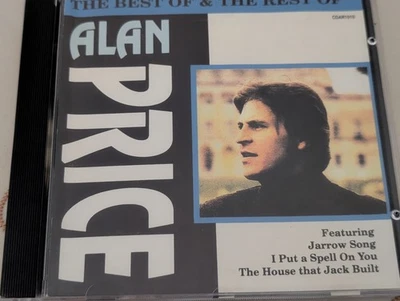 THE BEST OF & THE REST OF
ALAN
PRICE
Featuring
Jarrow Song
I Put a Spell On You
The House that Jack Built